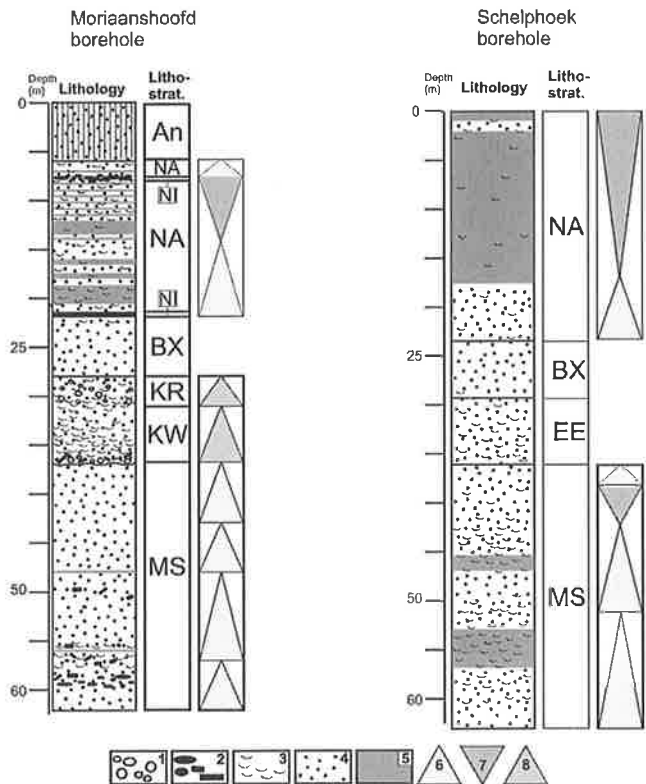 Moriaanshoofd
borehole
Depth
(m)
Lithology
Litho-
strat.
0
25
50
60
An
NA
NI
NA
NI
BX
KR
KW
MS
Schelphoek
borehole
Depth
(m)
Lithology
Litho-
strat.
0
25
50
60
NA
BX
EE
MS
1 2 3 4 5 6 7 8